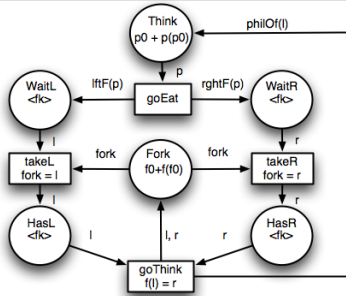 Think
p0 + p(p0)
philOf(l)
p
WaitL
<fk>
lftF(p)
goEat
rghtF(p)
WaitR
<fk>
l
r
takeL
fork = l
fork
Fork
f0+f(f0)
fork
takeR
fork = r
l
r
HasL
<fk>
l
l, r
r
HasR
<fk>
goThink
f(l) = r